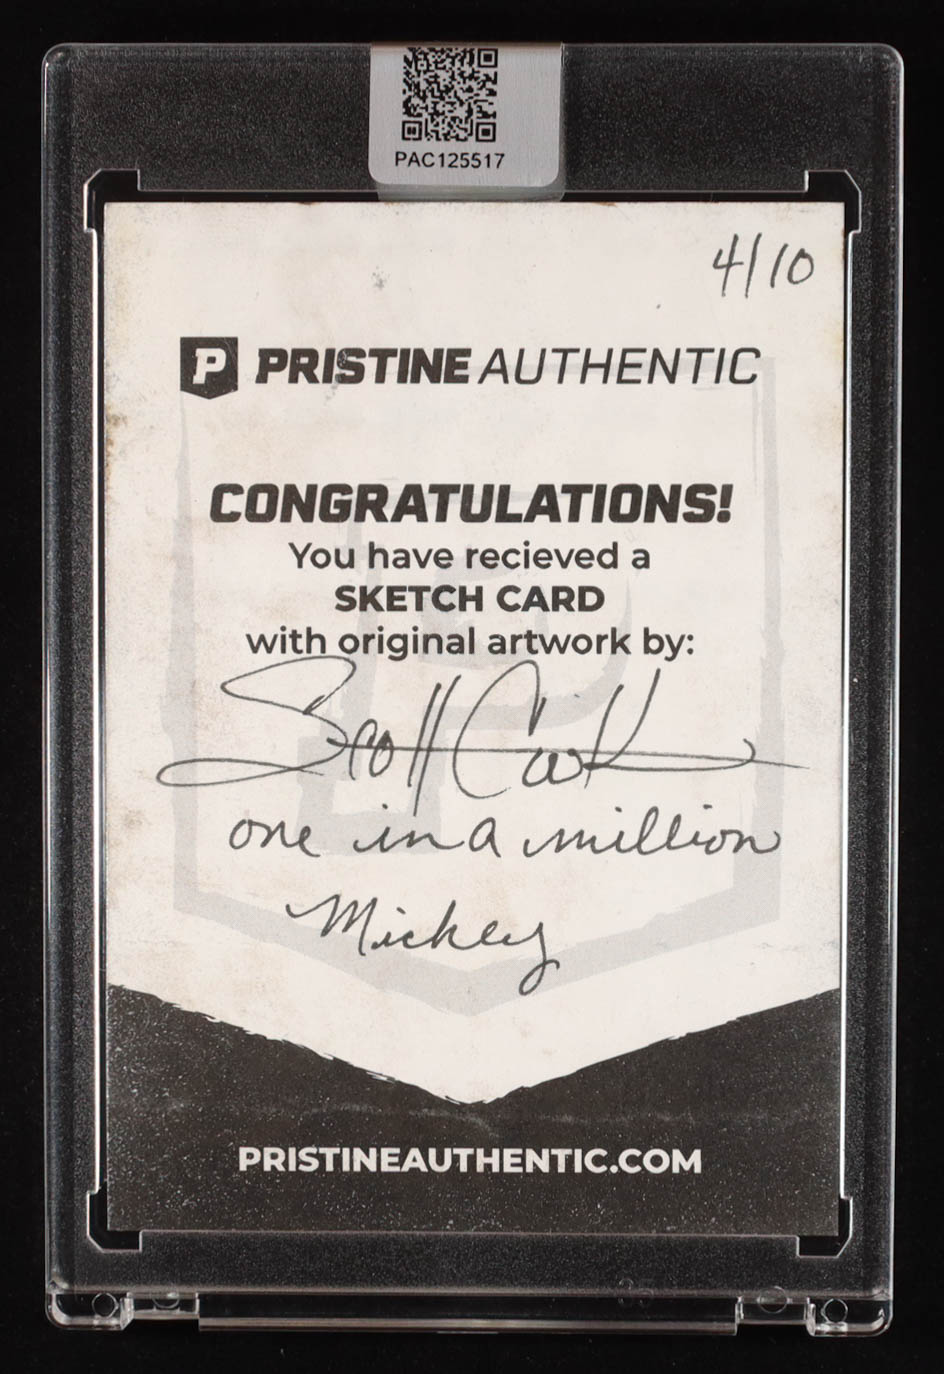 PAC125517
4/10
P PRISTINE AUTHENTIC
CONGRATULATIONS!
You have recieved a
SKETCH CARD
with original artwork by:
Scott
one in a million
Mickey
PRISTINEAUTHENTIC.COM